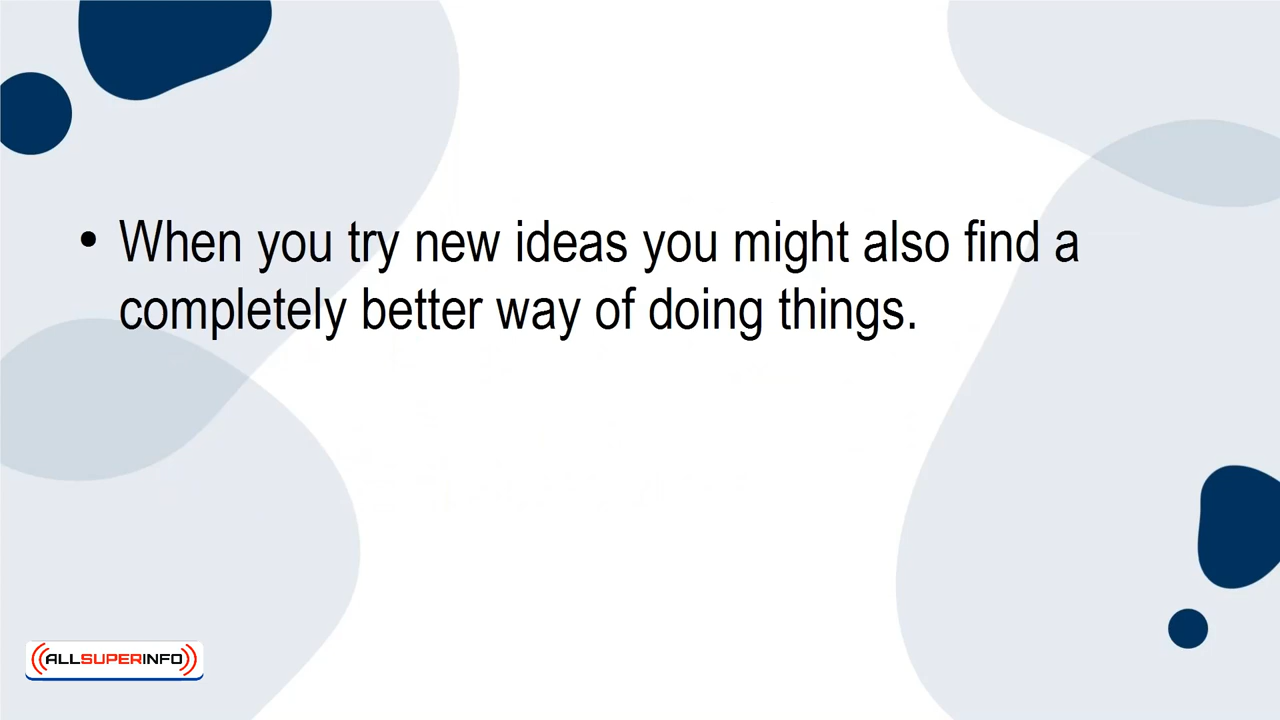 • When you try new ideas you might also find a
completely better way of doing things.
ALLSUPERINFO